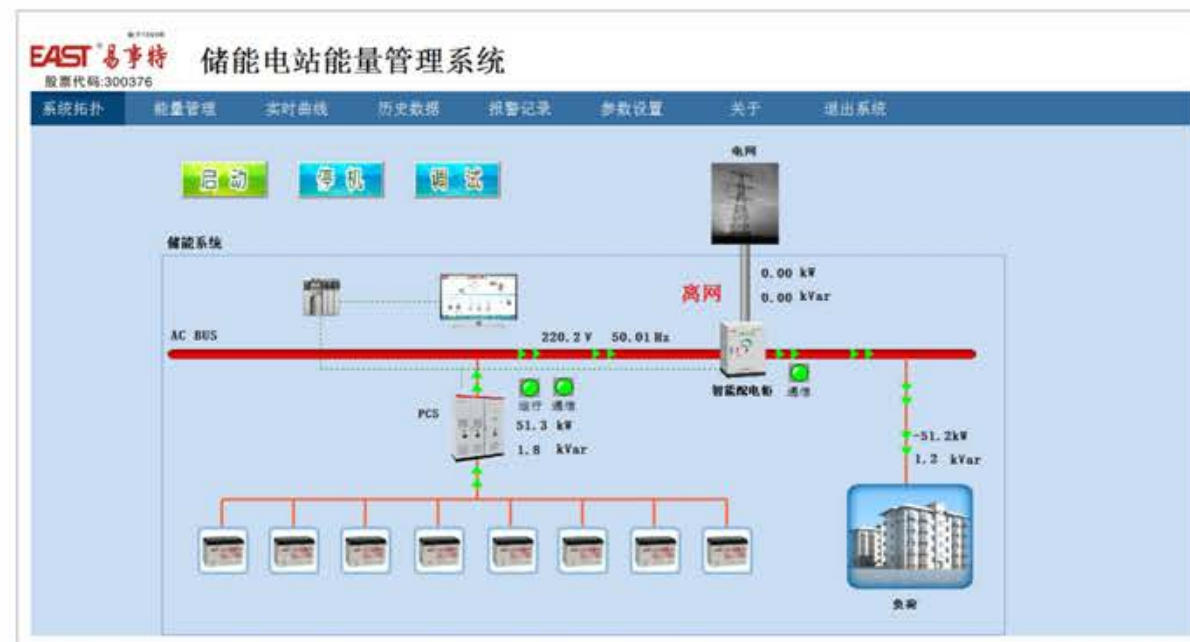 EAST®易事特
股票代码:300376
储能电站能量管理系统
系统拓扑 能量管理 实时曲线 历史数据 报警记录 参数设置 关于 退出系统
启动 停机 调试
电网
储能系统
0.00 kW
离网
0.00 kVar
AC BUS
220.2 V 50.01 Hz
智能配电柜 通信
PCS
运行 通信
51.3 kW
1.8 kVar
-51.2kW
1.2 kVar
负荷